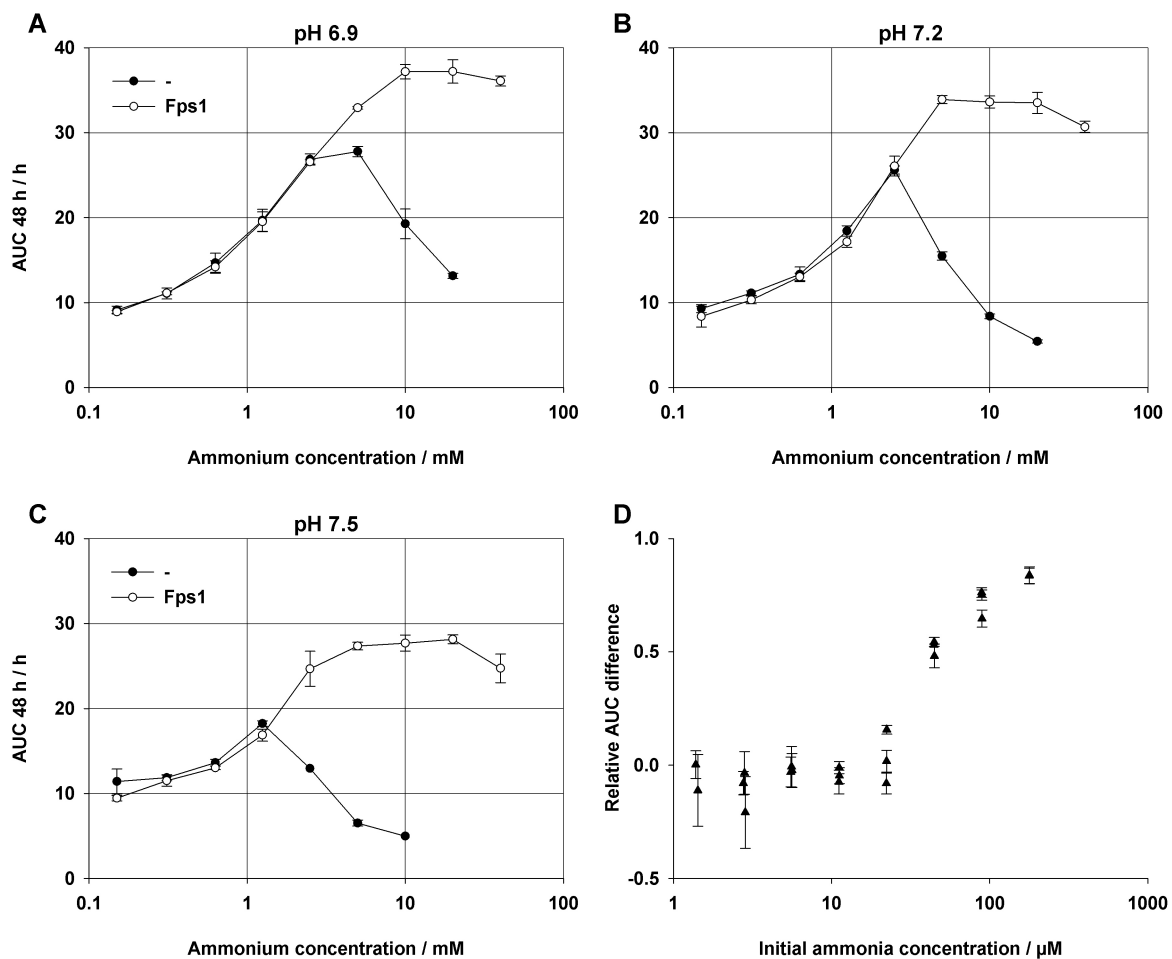 A
pH 6.9
40
30
20
10
0
AUC 48 h / h
-
Fps1
0.1
1
10
100
Ammonium concentration / mM
B
pH 7.2
40
30
20
10
0
0.1
1
10
100
Ammonium concentration / mM
C
pH 7.5
40
30
20
10
0
AUC 48 h / h
-
Fps1
0.1
1
10
100
Ammonium concentration / mM
D
1.0
0.5
0.0
-0.5
Relative AUC difference
1
10
100
1000
Initial ammonia concentration / µM